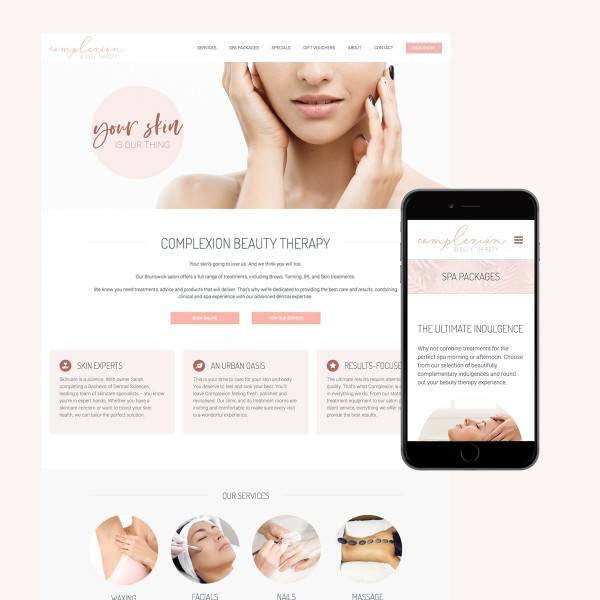 complexion
BEAUTY THERAPY
SERVICES SPA PACKAGES SPECIALS GIFT VOUCHERS ABOUT CONTACT BOOK ONLINE
your skin
IS OUR THING
COMPLEXION BEAUTY THERAPY
Your skin's going to love us. And we think you will too.
Our Brunswick salon offers a full range of treatments, including Brows, Tanning, IPL and Skin treatments.
We know you need treatments, advice and products that will deliver. That's why we're dedicated to providing the best care and results, combining
clinical and spa experience with our advanced dermal expertise
BOOK ONLINE VIEW OUR SERVICES
SKIN EXPERTS
Skincare is a science. With owner Sarah
completing a Bachelor of Dermal Sciences,
leading a team of skincare specialists – you know
you're in expert hands. Whether you have a
skincare concern or want to boost your skin
health, we can tailor the perfect solution.
AN URBAN OASIS
This is your time to care for your skin and body.
You deserve to feel and look your best. You'll
leave Complexion feeling fresh, polished and
revitalised. Our clinic and its treatment rooms are
inviting and comfortable to make sure every visit
is a wonderful experience.
RESULTS-FOCUSE
The ultimate results require attenti
quality. That's what Complexion is
in everything we do. From our stat
treatment equipment to our salon
client service, everything we offer
provide the best results.
complexion
BEAUTY THERAPY
SPA PACKAGES
THE ULTIMATE INDULGENCE
Why not combine treatments for the
perfect spa morning or afternoon. Choose
from our selection of beautifully
complementary indulgences and round
out your beauty therapy experience.
OUR SERVICES
WAXING FACIALS NAILS MASSAGE